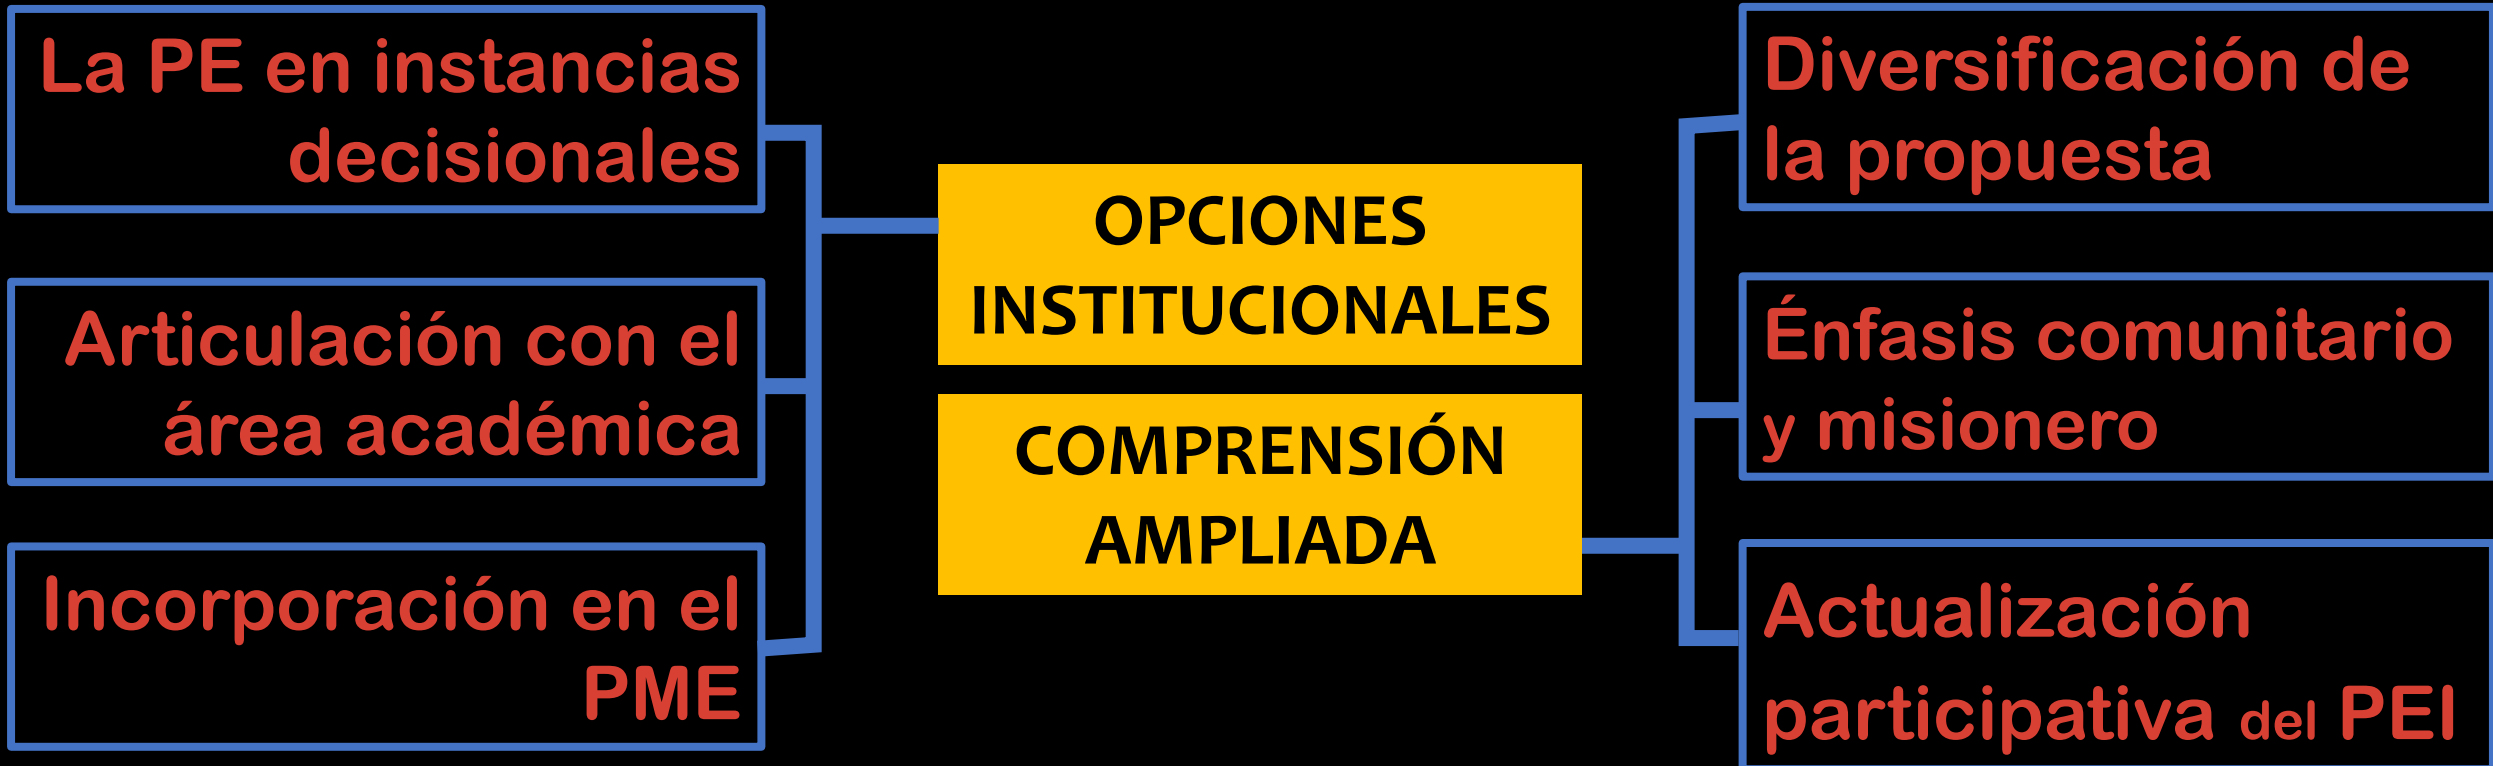 La PE en instancias
decisionales
Articulación con el
área académica
Incorporación en el
PME
OPCIONES
INSTITUCIONALES
COMPRENSIÓN
AMPLIADA
Diversificación de
la propuesta
Énfasis comunitario
y misionero
Actualización
participativa del PEI